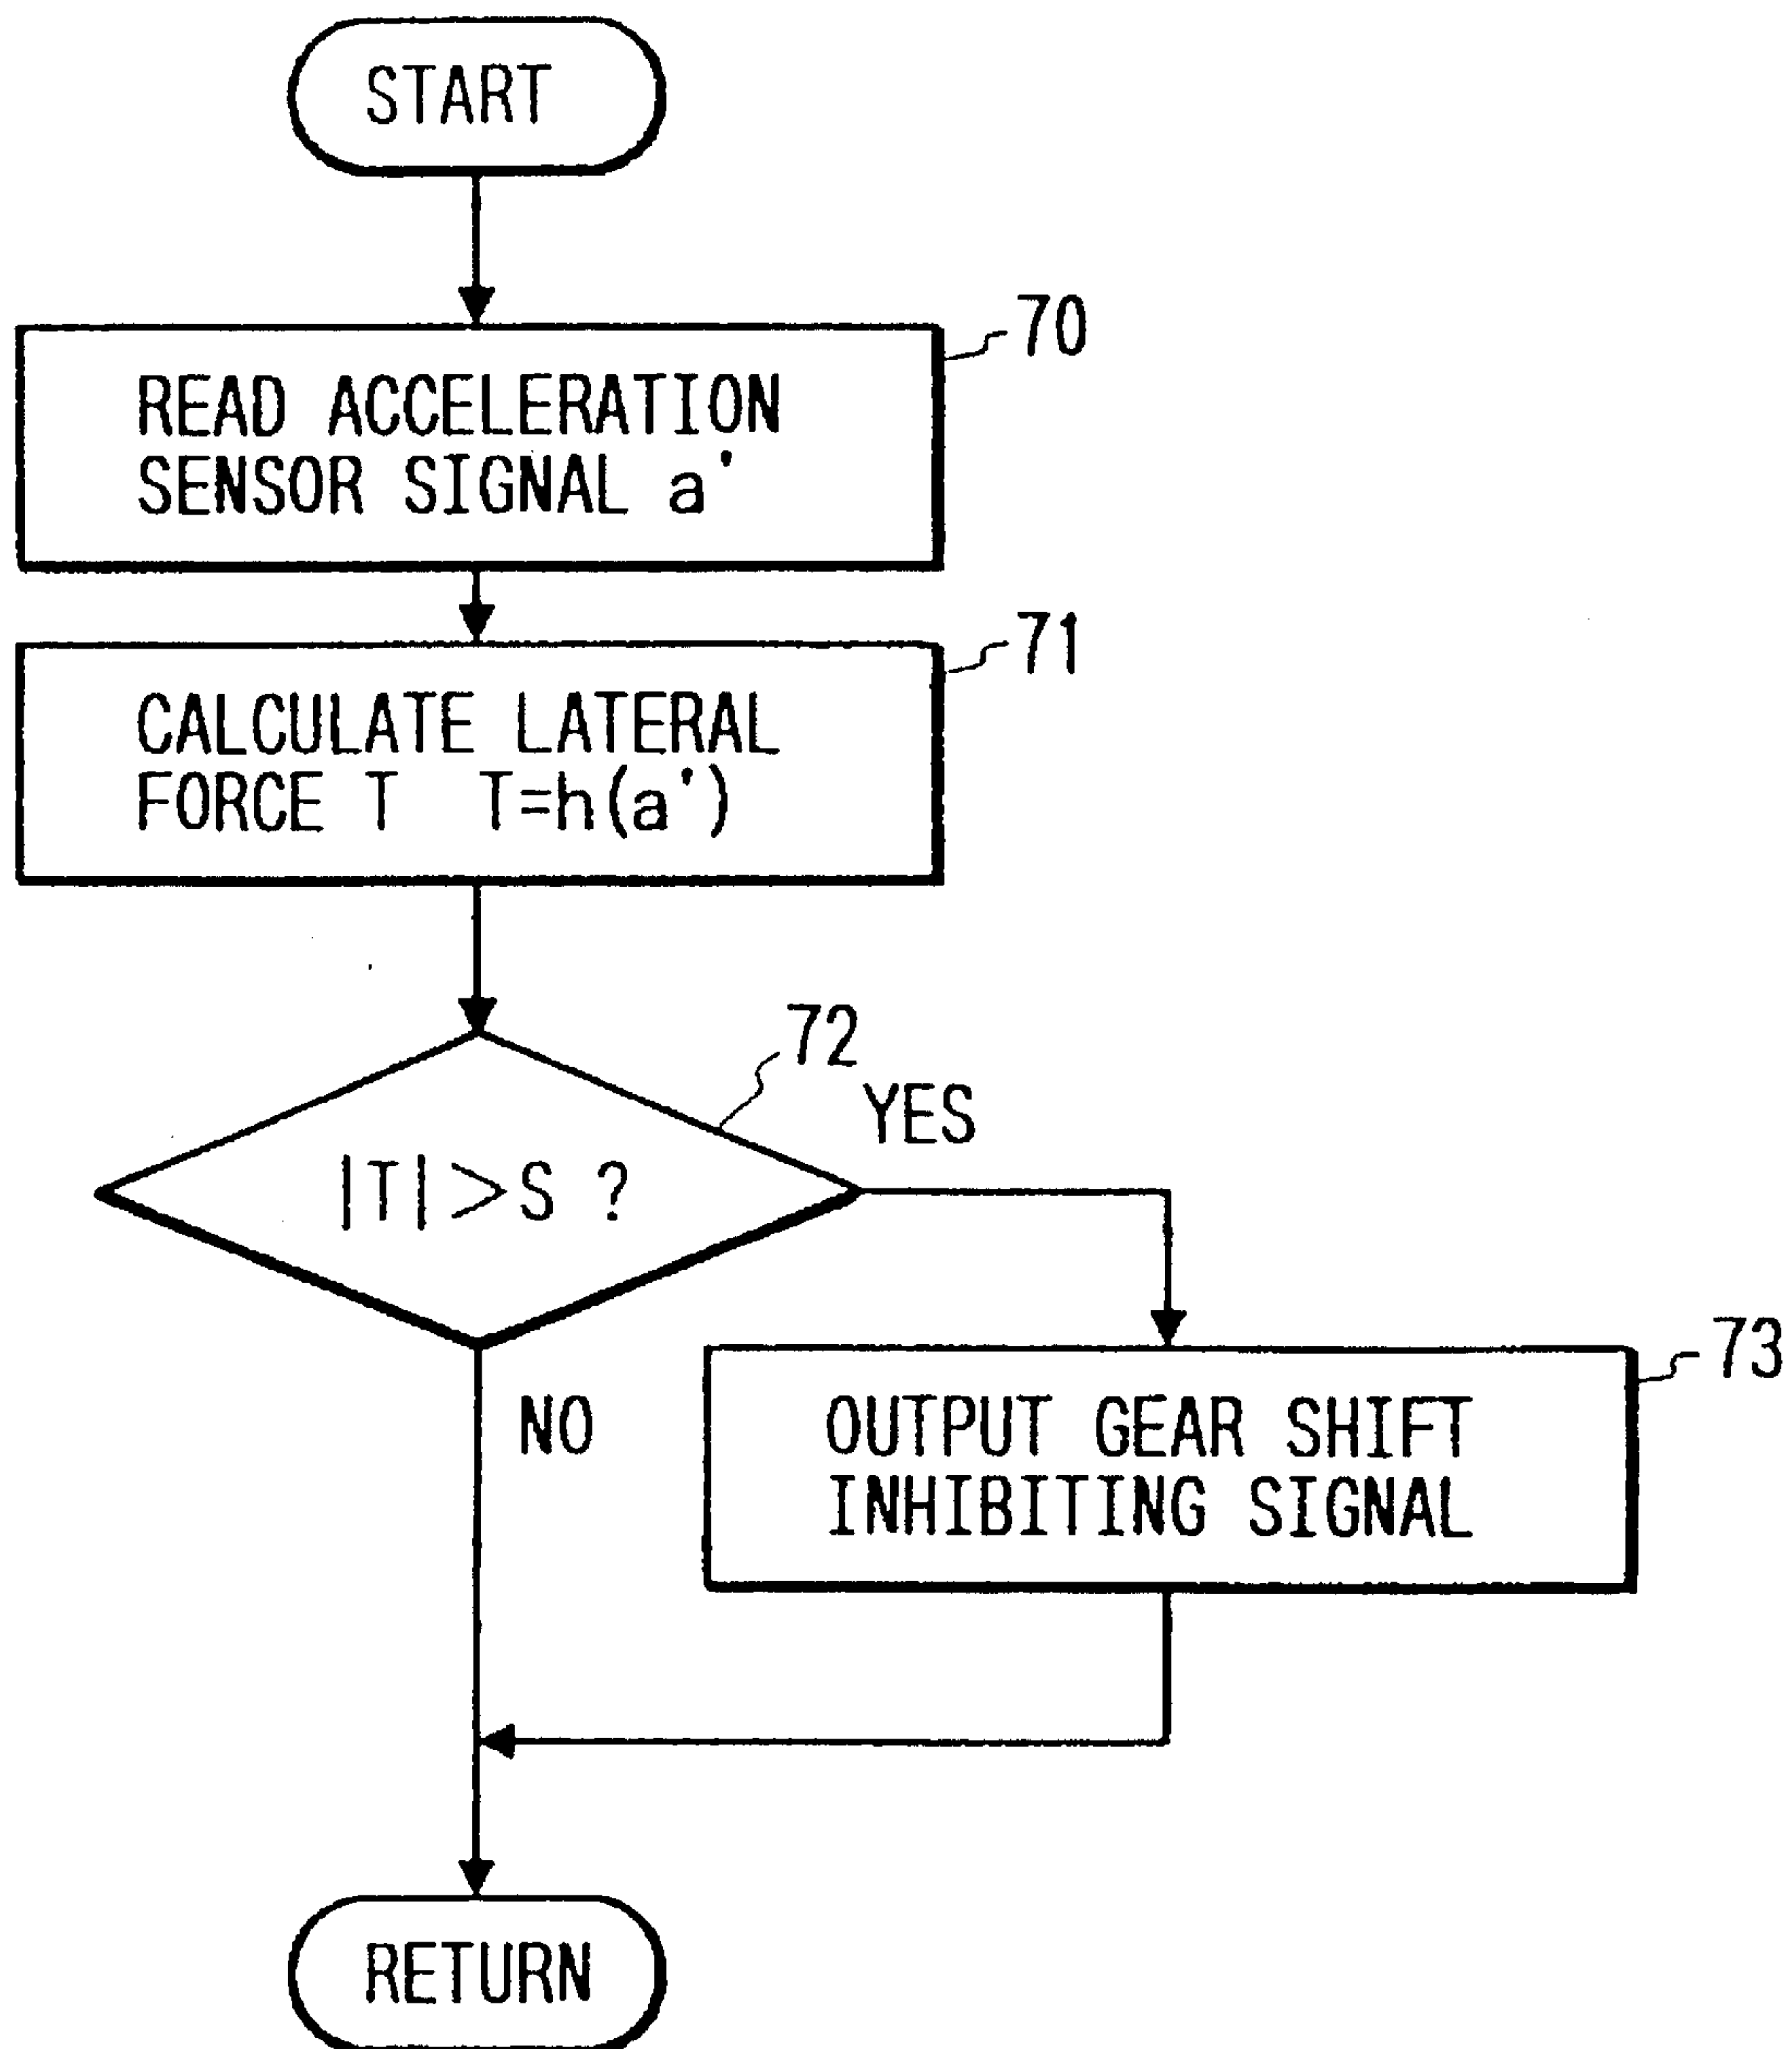 START
70
READ ACCELERATION
SENSOR SIGNAL a'
71
CALCULATE LATERAL
FORCE T T=h(a')
72
YES
|T|>S ?
NO
73
OUTPUT GEAR SHIFT
INHIBITING SIGNAL
RETURN